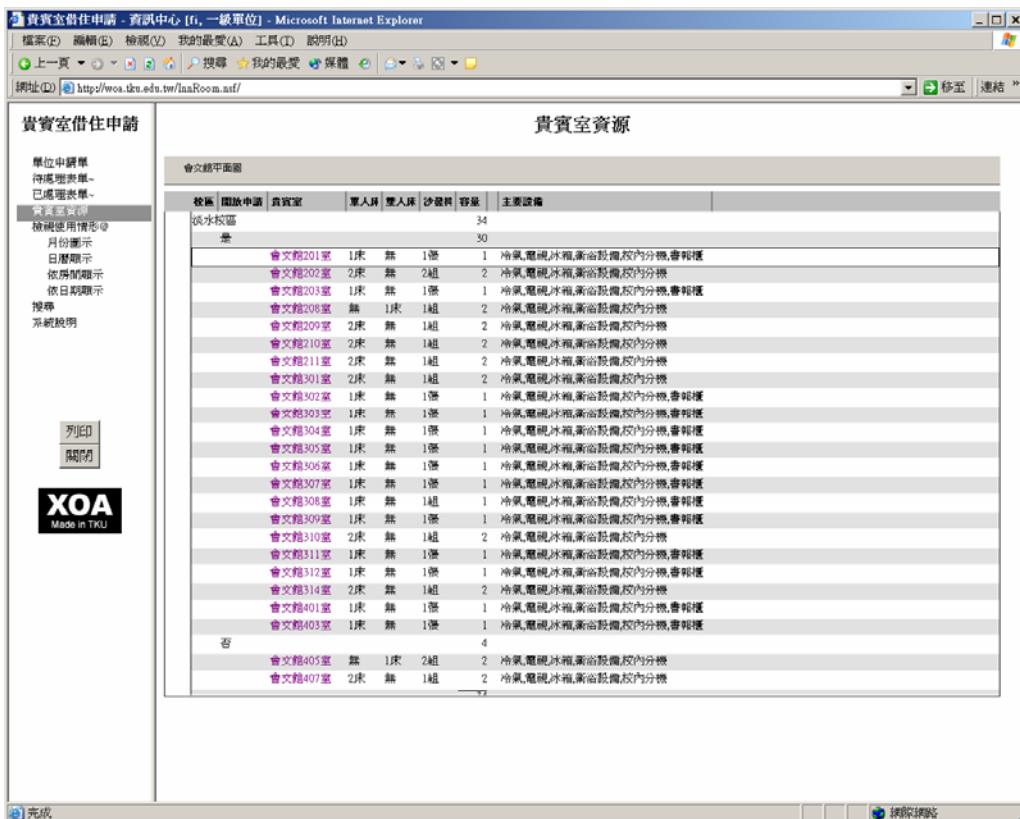 貴賓室借住申請 - 資訊中心 [fi, 一級單位] - Microsoft Internet Explorer
檔案(F) 編輯(E) 檢視(V) 我的最愛(A) 工具(T) 說明(H)
上一頁 搜尋 我的最愛 媒體
網址(D) http://woa.tku.edu.tw/InnRoom.nsf/ 移至 連結 »
貴賓室借住申請
單位申請單
待處理表單~
已處理表單~
貴賓室資源
檢視使用情形@
月份圖示
日曆顯示
依房間顯示
依日期顯示
搜尋
系統說明
列印
關閉
XOA
Made in TKU
貴賓室資源
會文館平面圖
校區 開放申請 貴賓室 單人床 雙人床 沙發椅 容量 主要設備
淡水校區 34
是 30
會文館201室 1床 無 1張 1 冷氣,電視,冰箱,衛浴設備,校內分機,書報櫃
會文館202室 2床 無 2組 2 冷氣,電視,冰箱,衛浴設備,校內分機
會文館203室 1床 無 1張 1 冷氣,電視,冰箱,衛浴設備,校內分機,書報櫃
會文館208室 無 1床 1組 2 冷氣,電視,冰箱,衛浴設備,校內分機
會文館209室 2床 無 1組 2 冷氣,電視,冰箱,衛浴設備,校內分機
會文館210室 2床 無 1組 2 冷氣,電視,冰箱,衛浴設備,校內分機
會文館211室 2床 無 1組 2 冷氣,電視,冰箱,衛浴設備,校內分機
會文館301室 2床 無 1組 2 冷氣,電視,冰箱,衛浴設備,校內分機
會文館302室 1床 無 1張 1 冷氣,電視,冰箱,衛浴設備,校內分機,書報櫃
會文館303室 1床 無 1張 1 冷氣,電視,冰箱,衛浴設備,校內分機,書報櫃
會文館304室 1床 無 1張 1 冷氣,電視,冰箱,衛浴設備,校內分機,書報櫃
會文館305室 1床 無 1張 1 冷氣,電視,冰箱,衛浴設備,校內分機,書報櫃
會文館306室 1床 無 1張 1 冷氣,電視,冰箱,衛浴設備,校內分機,書報櫃
會文館307室 1床 無 1張 1 冷氣,電視,冰箱,衛浴設備,校內分機,書報櫃
會文館308室 1床 無 1組 1 冷氣,電視,冰箱,衛浴設備,校內分機,書報櫃
會文館309室 1床 無 1張 1 冷氣,電視,冰箱,衛浴設備,校內分機,書報櫃
會文館310室 2床 無 1組 2 冷氣,電視,冰箱,衛浴設備,校內分機
會文館311室 1床 無 1張 1 冷氣,電視,冰箱,衛浴設備,校內分機,書報櫃
會文館312室 1床 無 1張 1 冷氣,電視,冰箱,衛浴設備,校內分機,書報櫃
會文館314室 2床 無 1組 2 冷氣,電視,冰箱,衛浴設備,校內分機
會文館401室 1床 無 1張 1 冷氣,電視,冰箱,衛浴設備,校內分機,書報櫃
會文館403室 1床 無 1張 1 冷氣,電視,冰箱,衛浴設備,校內分機,書報櫃
否 4
會文館405室 無 1床 2組 2 冷氣,電視,冰箱,衛浴設備,校內分機
會文館407室 2床 無 1組 2 冷氣,電視,冰箱,衛浴設備,校內分機
完成 網際網路